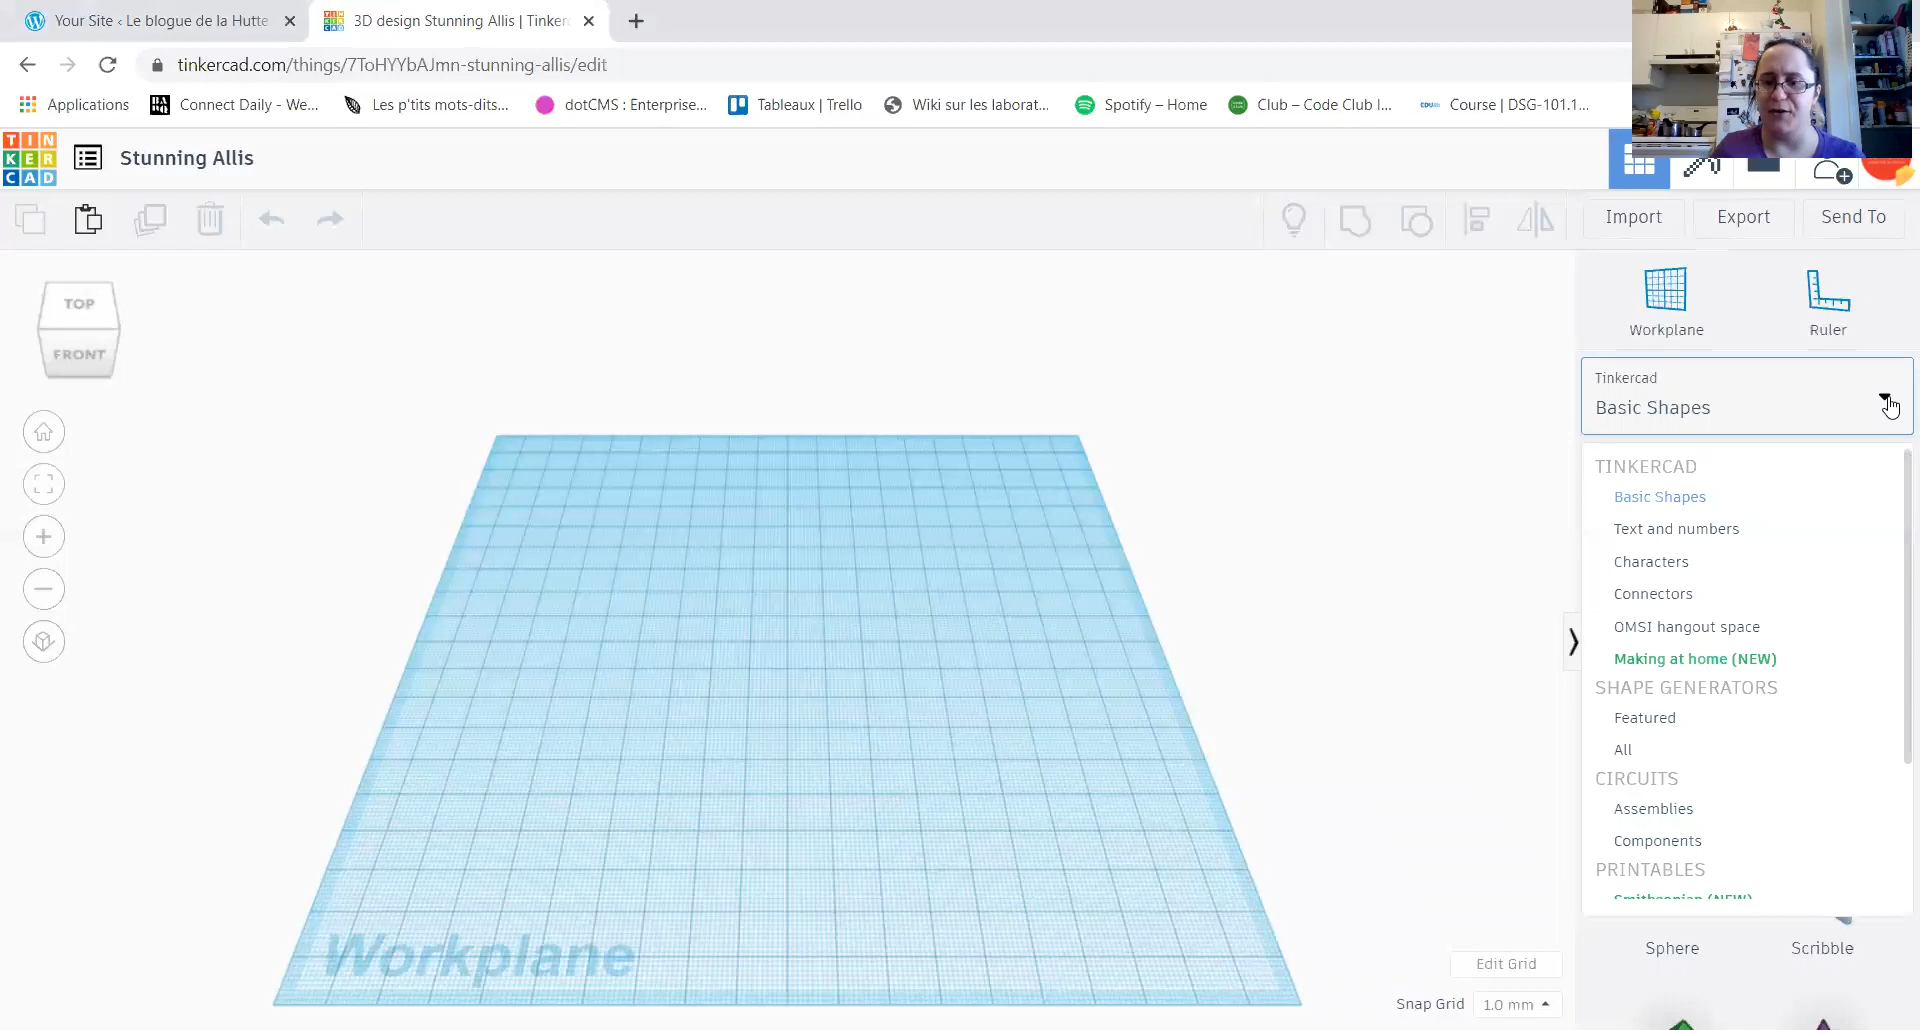 Your Site ‹ Le blogue de la Hutte
3D design Stunning Allis | Tinker
tinkercad.com/things/7ToHYYbAJmn-stunning-allis/edit
Applications
Connect Daily - We...
Les p'tits mots-dits...
dotCMS : Enterprise...
Tableaux | Trello
Wiki sur les laborat...
Spotify – Home
Club – Code Club I...
Course | DSG-101.1...
TIN
KER
CAD
Stunning Allis
Import
Export
Send To
TOP
FRONT
Workplane
Ruler
Tinkercad
Basic Shapes
TINKERCAD
Basic Shapes
Text and numbers
Characters
Connectors
OMSI hangout space
Making at home (NEW)
SHAPE GENERATORS
Featured
All
CIRCUITS
Assemblies
Components
PRINTABLES
Smithsonian (NEW)
Sphere
Scribble
Workplane
Edit Grid
Snap Grid
1.0 mm